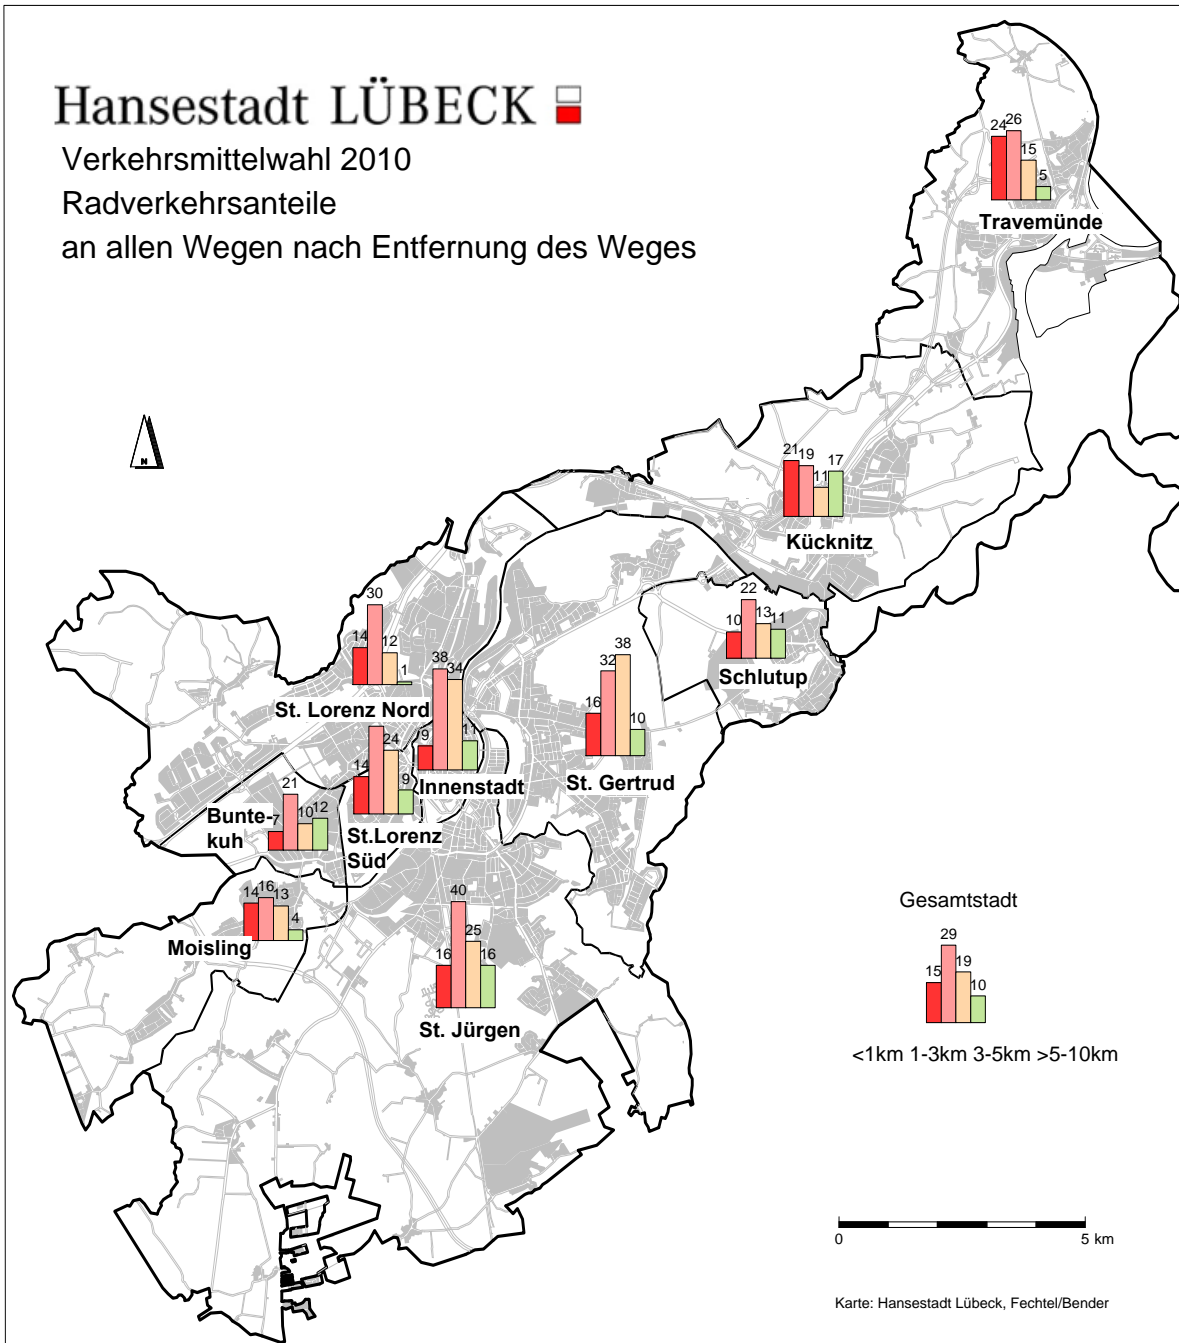 Hansestadt LÜBECK
Verkehrsmittelwahl 2010
Radverkehrsanteile
an allen Wegen nach Entfernung des Weges
24 26 15 5
Travemünde
21 19 11 17
Kücknitz
10 22 13 11
Schlutup
14 30 12 1
St. Lorenz Nord
9 38 34 11
Innenstadt
16 32 38 10
St. Gertrud
14 24 9
St.Lorenz
Süd
7 21 10 12
Bunte-
kuh
14 16 13 4
Moisling
16 40 25 16
St. Jürgen
Gesamtstadt
15 29 19 10
<1km 1-3km 3-5km >5-10km
N
0 5 km
Karte: Hansestadt Lübeck, Fechtel/Bender